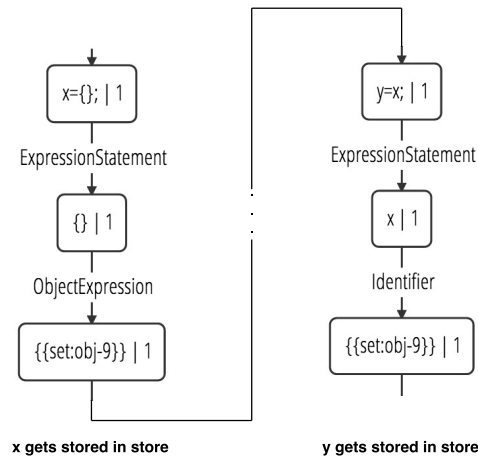 x={}; | 1
ExpressionStatement
{} | 1
ObjectExpression
{{set:obj-9}} | 1
x gets stored in store
y=x; | 1
ExpressionStatement
x | 1
Identifier
{{set:obj-9}} | 1
y gets stored in store